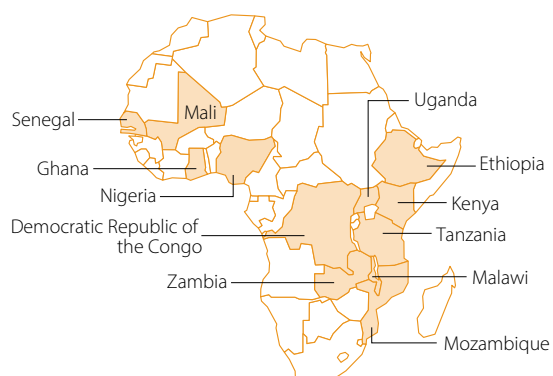 Uganda
Senegal
Mali
Ghana
Ethiopia
Nigeria
Kenya
Democratic Republic of
the Congo
Tanzania
Zambia
Malawi
Mozambique